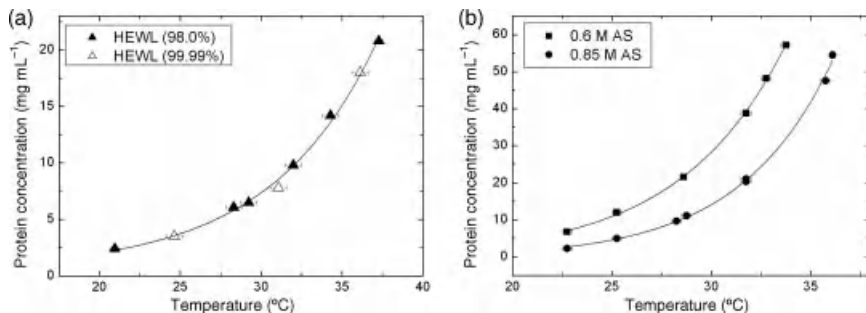 (a)
HEWL (98.0%)
HEWL (99.99%)
Protein concentration (mg mL⁻¹)
20
15
10
5
0
20 25 30 35 40
Temperature (ºC)
(b)
0.6 M AS
0.85 M AS
Protein concentration (mg mL⁻¹)
60
50
40
30
20
10
0
20 25 30 35
Temperature (ºC)